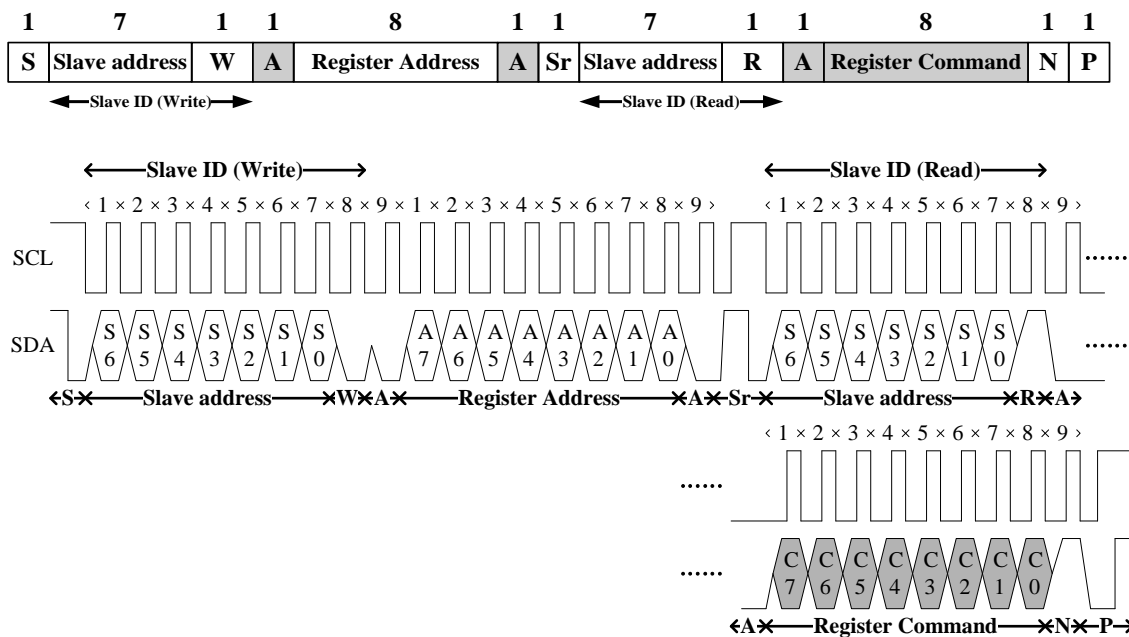 1 7 1 1 8 1 1 7 1 1 8 1 1
S Slave address W A Register Address A Sr Slave address R A Register Command N P
Slave ID (Write) Slave ID (Read)
Slave ID (Write) Slave ID (Read)
1 × 2 × 3 × 4 × 5 × 6 × 7 × 8 × 9 × 1 × 2 × 3 × 4 × 5 × 6 × 7 × 8 × 9 1 × 2 × 3 × 4 × 5 × 6 × 7 × 8 × 9
SCL ......
SDA S6 S5 S4 S3 S2 S1 S0 A7 A6 A5 A4 A3 A2 A1 A0 S6 S5 S4 S3 S2 S1 S0 ......
S Slave address W A Register Address A Sr Slave address R A
1 × 2 × 3 × 4 × 5 × 6 × 7 × 8 × 9
......
...... C7 C6 C5 C4 C3 C2 C1 C0
A Register Command N P